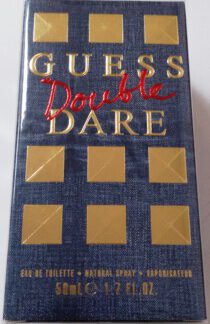 GUESS
Double
DARE
EAU DE TOILETTE • NATURAL SPRAY • VAPORISATEUR
50mL ℮ 1.7 FL.OZ.